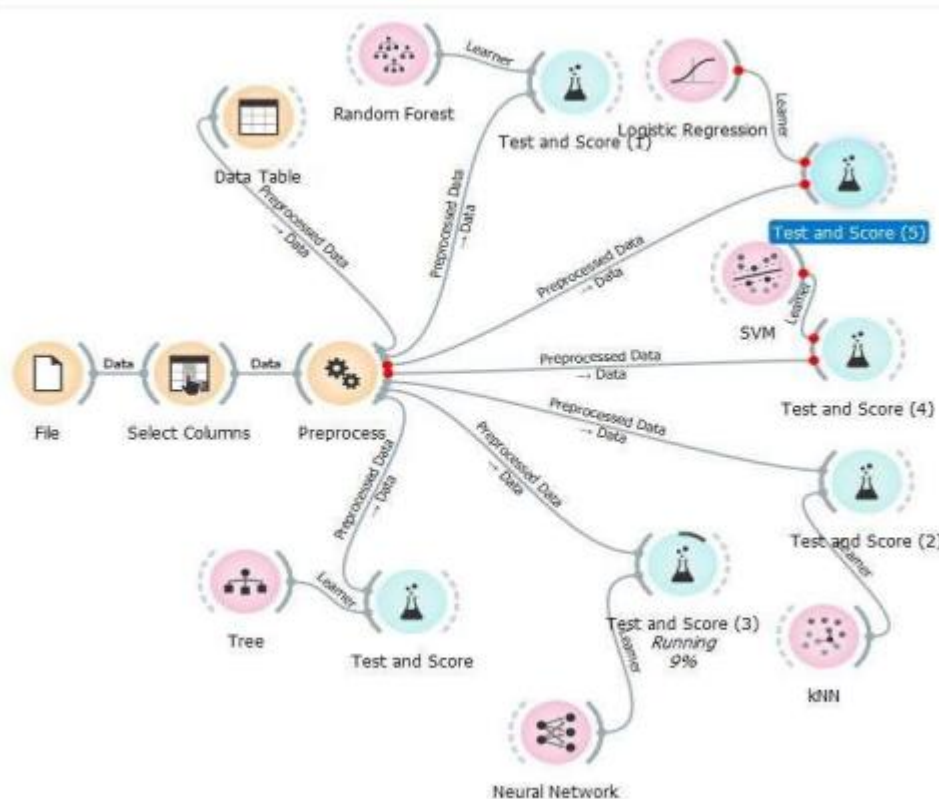 Learner
Random Forest
Data Table
Test and Score (1)
Logistic Regression
Learner
Preprocessed Data
→ Data
Preprocessed Data
→ Data
Preprocessed Data
→ Data
Test and Score (5)
SVM
Learner
Data
Data
Preprocessed Data
→ Data
File
Select Columns
Preprocess
Test and Score (4)
Preprocessed Data
→ Data
Preprocessed Data
→ Data
Preprocessed Data
→ Data
Test and Score (2)
Learner
Learner
Tree
Test and Score
Test and Score (3)
Running
9%
Learner
kNN
Neural Network